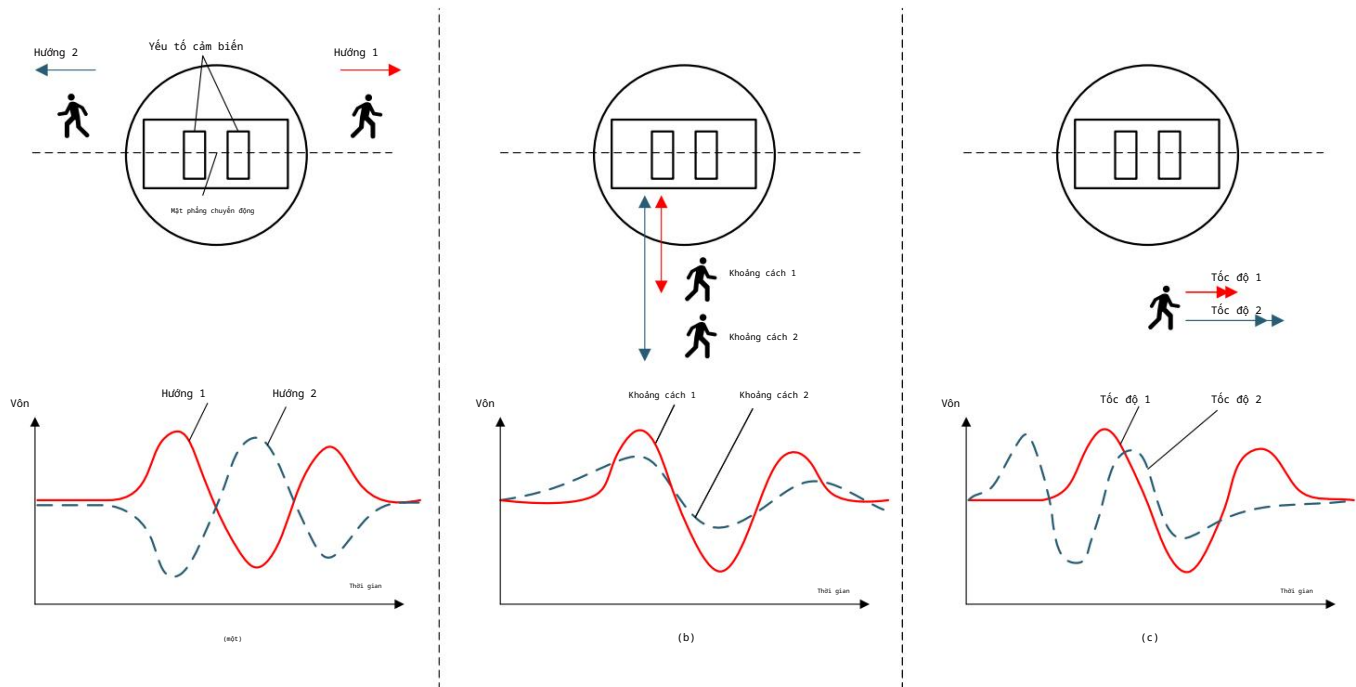 Hướng 2
Yếu tố cảm biến
Hướng 1
Mặt phẳng chuyển động
Vôn
Hướng 1
Hướng 2
Thời gian
(một)
Khoảng cách 1
Khoảng cách 2
Vôn
Khoảng cách 1
Khoảng cách 2
Thời gian
(b)
Tốc độ 1
Tốc độ 2
Vôn
Tốc độ 1
Tốc độ 2
Thời gian
(c)